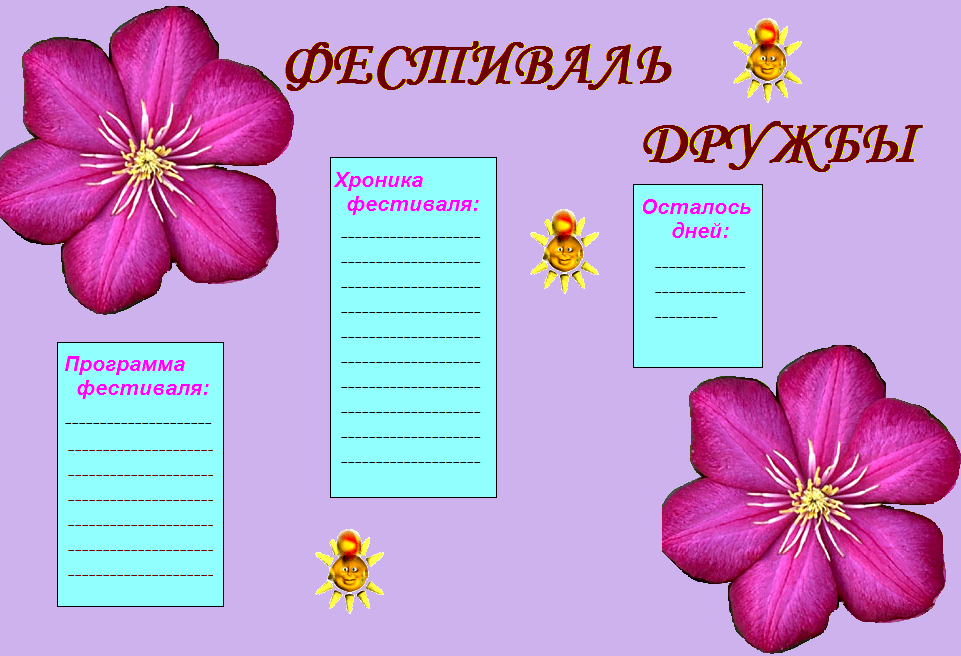 ФЕСТИВАЛЬ
ДРУЖБЫ
Хроника
фестиваля:
Осталось
дней:
Программа
фестиваля: